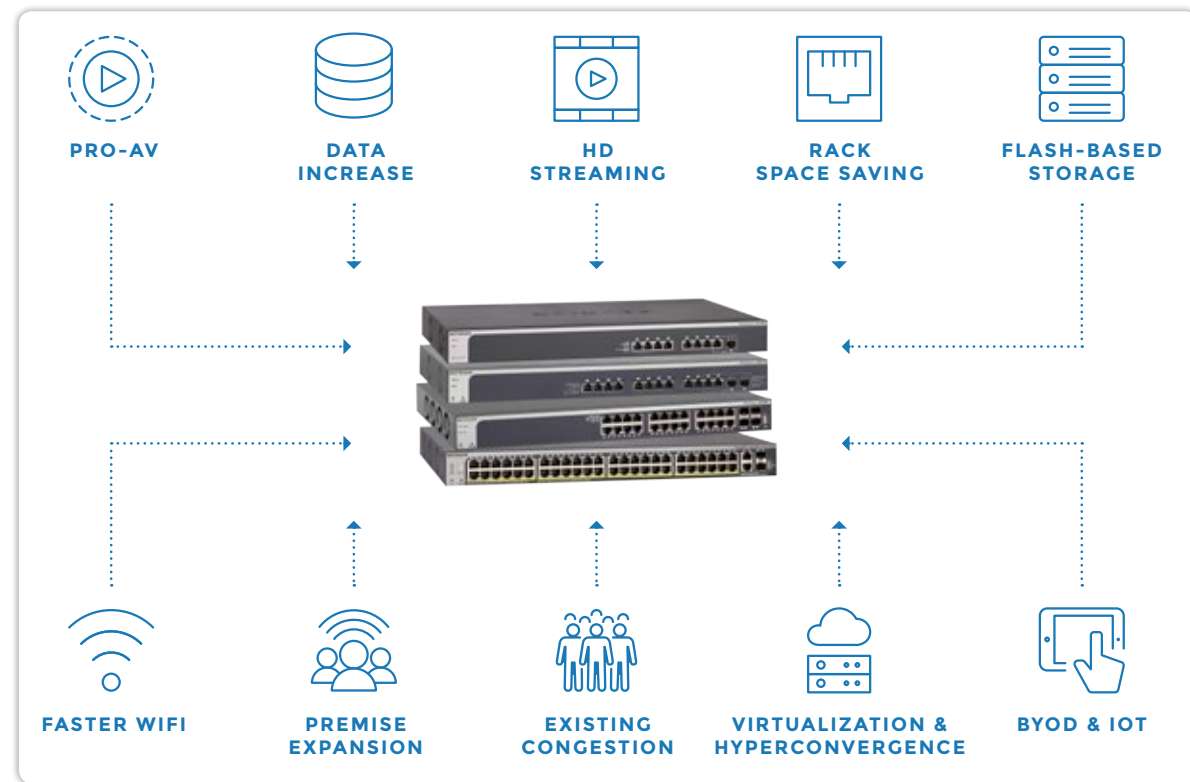 PRO-AV
DATA
INCREASE
HD
STREAMING
RACK
SPACE SAVING
FLASH-BASED
STORAGE
FASTER WIFI
PREMISE
EXPANSION
EXISTING
CONGESTION
VIRTUALIZATION &
HYPERCONVERGENCE
BYOD & IOT